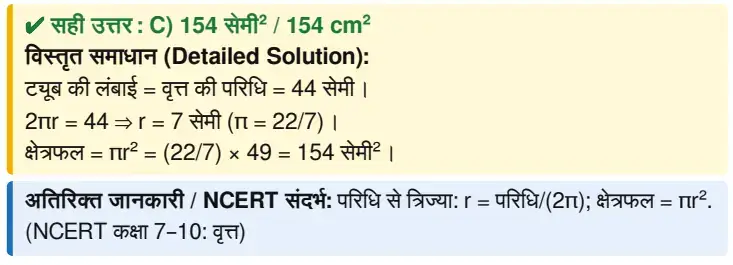 ✔ सही उत्तर : C) 154 सेमी² / 154 cm²
विस्तृत समाधान (Detailed Solution):
ट्यूब की लंबाई = वृत्त की परिधि = 44 सेमी।
2πr = 44 ⇒ r = 7 सेमी (π = 22/7)।
क्षेत्रफल = πr² = (22/7) × 49 = 154 सेमी²।
अतिरिक्त जानकारी / NCERT संदर्भ: परिधि से त्रिज्या: r = परिधि/(2π); क्षेत्रफल = πr².
(NCERT कक्षा 7–10: वृत्त)